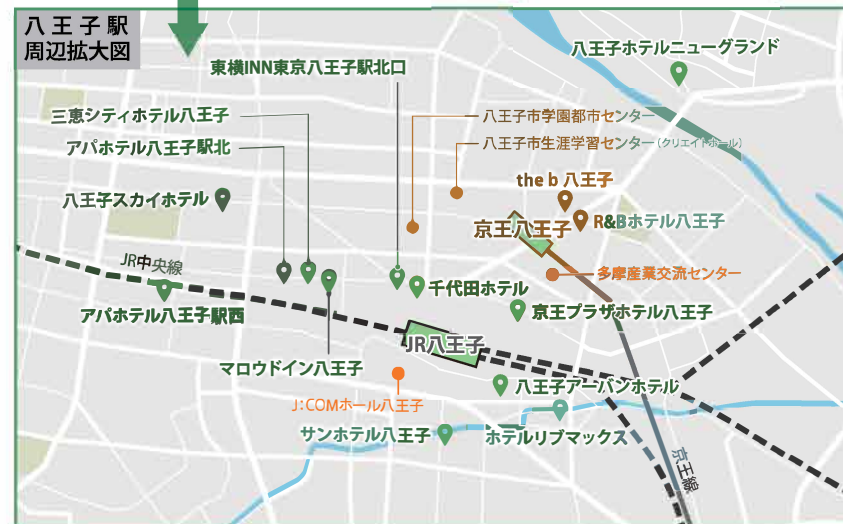 八王子駅
周辺拡大図
八王子ホテルニューグランド
東横INN東京八王子駅北口
三恵シティホテル八王子
八王子市学園都市センター
アパホテル八王子駅北
八王子市生涯学習センター(クリエイトホール)
the b 八王子
八王子スカイホテル
R&Bホテル八王子
京王八王子
JR中央線
多摩産業交流センター
千代田ホテル
アパホテル八王子駅西
京王プラザホテル八王子
JR八王子
マロウドイン八王子
八王子アーバンホテル
J:COMホール八王子
サンホテル八王子
ホテルリブマックス
京王線